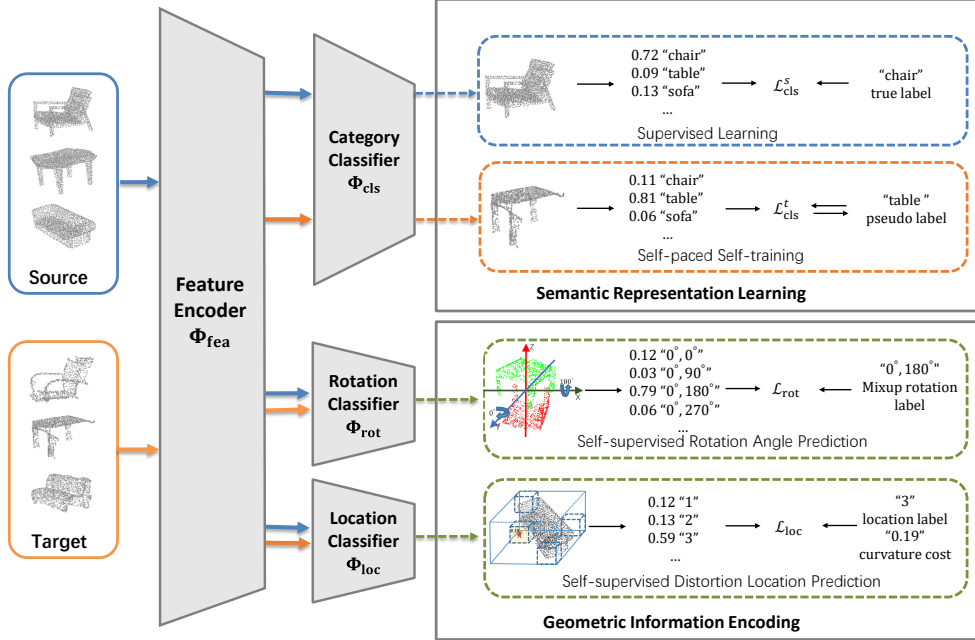 Source
Target
Feature
Encoder
Φfea
Category
Classifier
Φcls
Rotation
Classifier
Φrot
Location
Classifier
Φloc
0.72 “chair”
0.09 “table”
0.13 “sofa”
...
ℒˢcls
“chair”
true label
Supervised Learning
0.11 “chair”
0.81 “table”
0.06 “sofa”
...
ℒᵗcls
“table ”
pseudo label
Self-paced Self-training
Semantic Representation Learning
Z
X
180°
0°
0.12 “0°, 0°”
0.03 “0°, 90°”
0.79 “0°, 180°”
0.06 “0°, 270°”
...
ℒrot
“0°, 180°”
Mixup rotation
label
Self-supervised Rotation Angle Prediction
0.12 “1”
0.13 “2”
0.59 “3”
...
ℒloc
“3”
location label
“0.19”
curvature cost
Self-supervised Distortion Location Prediction
Geometric Information Encoding